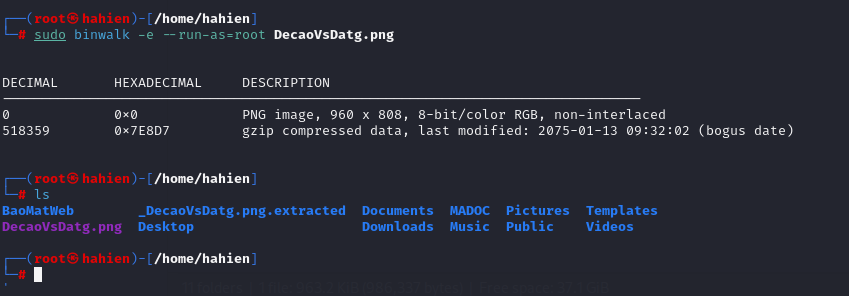 ┌──(root㉿hahien)-[/home/hahien]
└─# sudo binwalk -e --run-as=root DecaoVsDatg.png
DECIMAL       HEXADECIMAL     DESCRIPTION
--------------------------------------------------------------------------------
0             0x0             PNG image, 960 x 808, 8-bit/color RGB, non-interlaced
518359        0x7E8D7         gzip compressed data, last modified: 2075-01-13 09:32:02 (bogus date)
┌──(root㉿hahien)-[/home/hahien]
└─# ls
BaoMatWeb        _DecaoVsDatg.png.extracted  Documents  MADOC  Pictures  Templates
DecaoVsDatg.png  Desktop                     Downloads  Music  Public    Videos
┌──(root㉿hahien)-[/home/hahien]
└─#